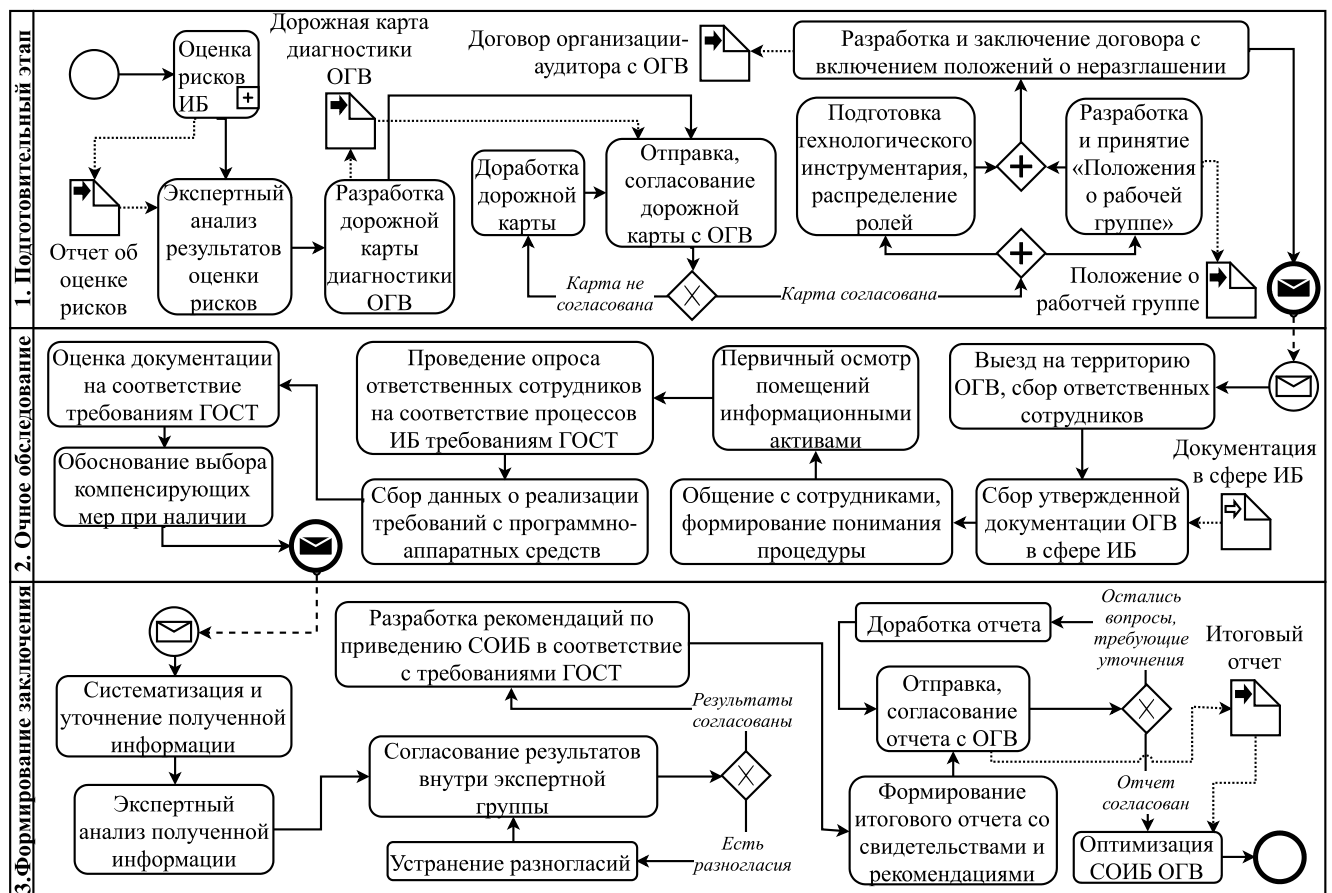 1. Подготовительный этап
Оценка
рисков
ИБ
Отчет об
оценке
рисков
Экспертный
анализ
результатов
оценки
рисков
Дорожная карта
диагностики
ОГВ
Разработка
дорожной
карты
диагностики
ОГВ
Доработка
дорожной
карты
Отправка,
согласование
дорожной
карты с ОГВ
Карта не
согласована
Карта согласована
Договор организации-
аудитора с ОГВ
Разработка и заключение договора с
включением положений о неразглашении
Подготовка
технологического
инструментария,
распределение
ролей
Разработка
и принятие
«Положения
о рабочей
группе»
Положение о
работчей группе
2. Очное обследование
Выезд на территорию
ОГВ, сбор ответственных
сотрудников
Документация
в сфере ИБ
Сбор утвержденной
документации ОГВ
в сфере ИБ
Общение с сотрудниками,
формирование понимания
процедуры
Первичный осмотр
помещений
информационными
активами
Проведение опроса
ответственных сотрудников
на соответствие процессов
ИБ требованиям ГОСТ
Сбор данных о реализации
требований с программно-
аппаратных средств
Оценка документации
на соответствие
требованиям ГОСТ
Обоснование выбора
компенсирующих
мер при наличии
3.Формирование заключения
Систематизация и
уточнение полученной
информации
Экспертный
анализ полученной
информации
Разработка рекомендаций по
приведению СОИБ в соответствие
с требованиями ГОСТ
Результаты
согласованы
Согласование результатов
внутри экспертной
группы
Устранение разногласий
Есть
разногласия
Доработка отчета
Остались
вопросы,
требующие
уточнения
Итоговый
отчет
Отправка,
согласование
отчета с ОГВ
Формирование
итогового отчета со
свидетельствами и
рекомендациями
Отчет
согласован
Оптимизация
СОИБ ОГВ